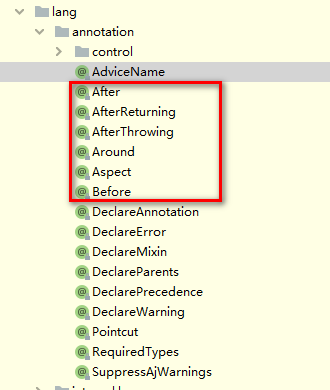 lang
annotation
control
AdviceName
After
AfterReturning
AfterThrowing
Around
Aspect
Before
DeclareAnnotation
DeclareError
DeclareMixin
DeclareParents
DeclarePrecedence
DeclareWarning
Pointcut
RequiredTypes
SuppressAjWarnings